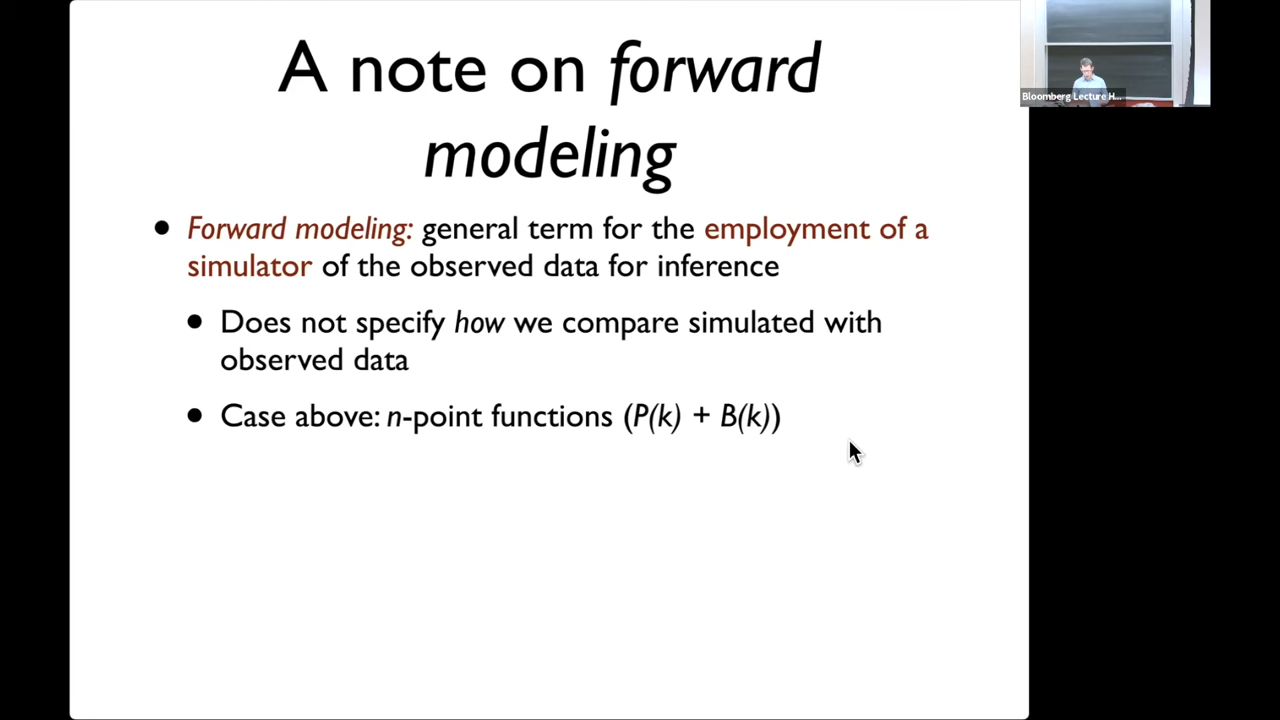 A note on forward
modeling
• Forward modeling: general term for the employment of a
simulator of the observed data for inference
• Does not specify how we compare simulated with
observed data
• Case above: n-point functions (P(k) + B(k))
Bloomberg Lecture H...